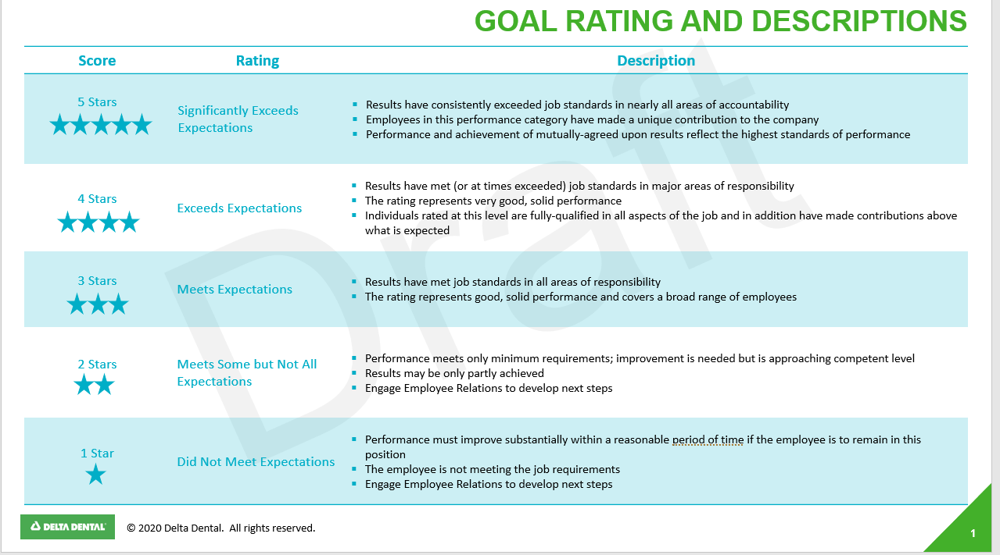 GOAL RATING AND DESCRIPTIONS
Score Rating Description
5 Stars
Significantly Exceeds
Expectations
Results have consistently exceeded job standards in nearly all areas of accountability
Employees in this performance category have made a unique contribution to the company
Performance and achievement of mutually-agreed upon results reflect the highest standards of performance
4 Stars
Exceeds Expectations
Results have met (or at times exceeded) job standards in major areas of responsibility
The rating represents very good, solid performance
Individuals rated at this level are fully-qualified in all aspects of the job and in addition have made contributions above
what is expected
3 Stars
Meets Expectations
Results have met job standards in all areas of responsibility
The rating represents good, solid performance and covers a broad range of employees
2 Stars
Meets Some but Not All
Expectations
Performance meets only minimum requirements; improvement is needed but is approaching competent level
Results may be only partly achieved
Engage Employee Relations to develop next steps
1 Star
Did Not Meet Expectations
Performance must improve substantially within a reasonable period of time if the employee is to remain in this
position
The employee is not meeting the job requirements
Engage Employee Relations to develop next steps
Draft
DELTA DENTAL
© 2020 Delta Dental. All rights reserved.
1